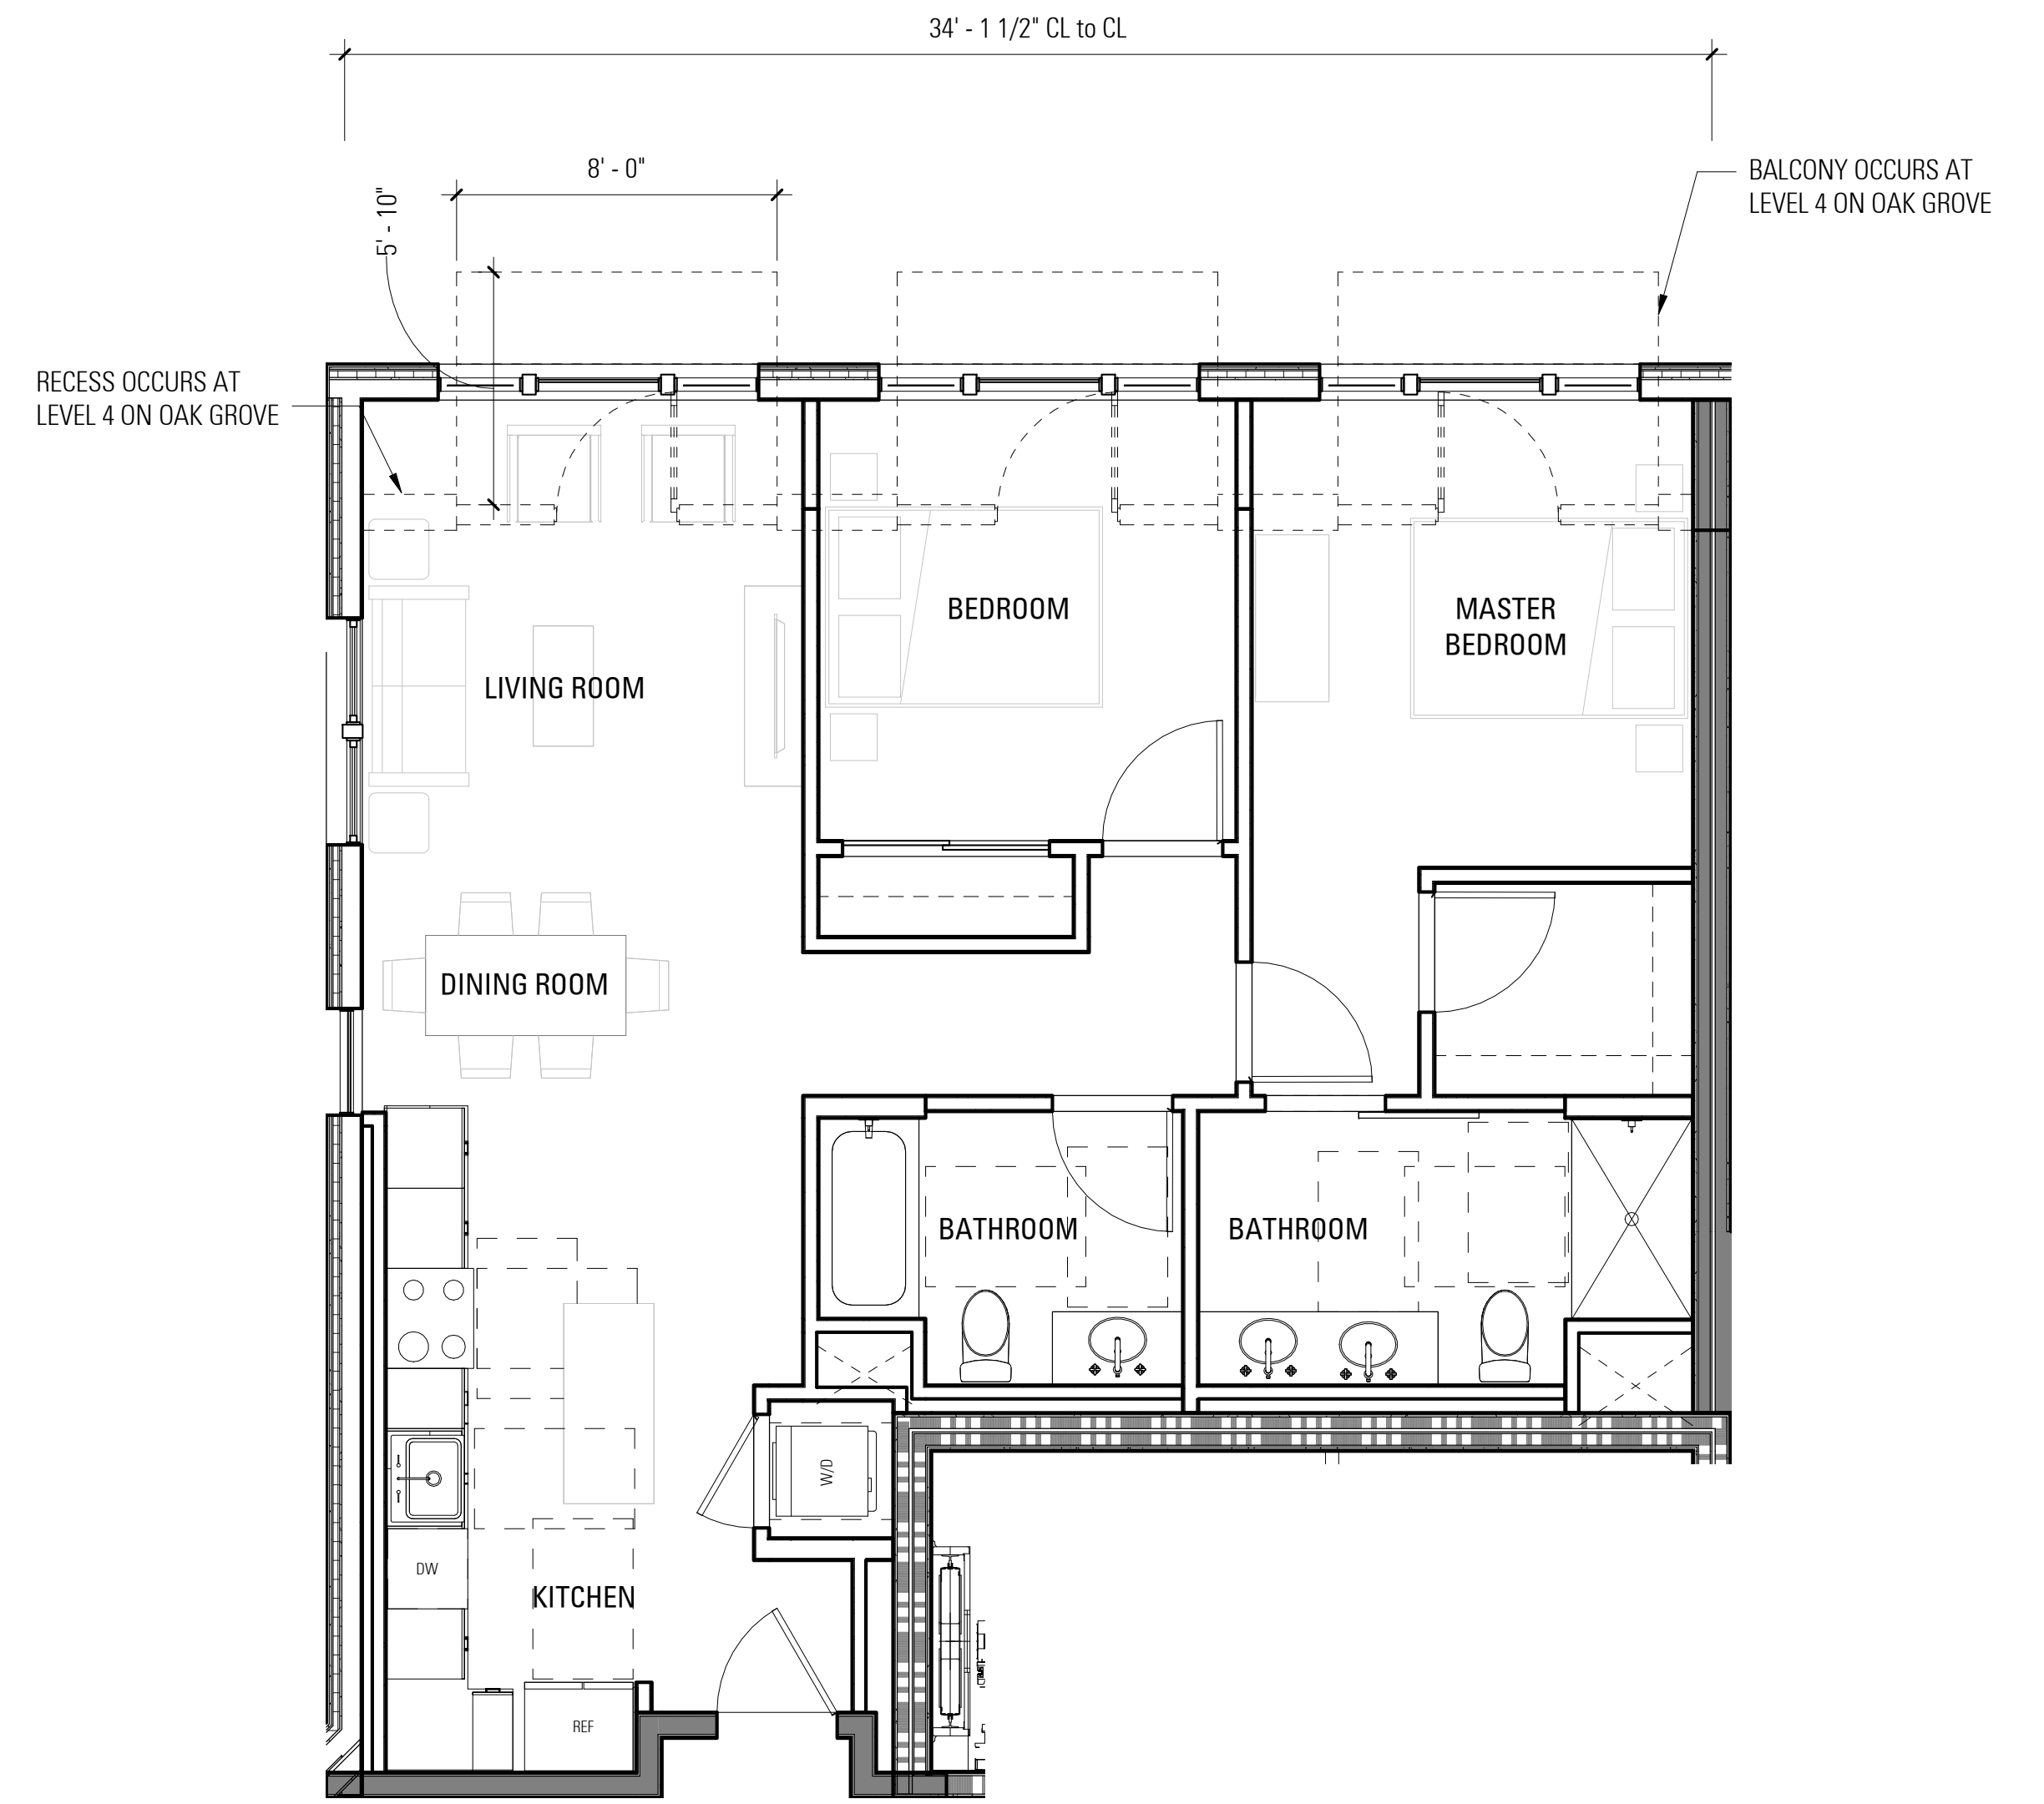 34' - 1 1/2" CL to CL
8' - 0"
5' - 10"
BALCONY OCCURS AT
LEVEL 4 ON OAK GROVE
RECESS OCCURS AT
LEVEL 4 ON OAK GROVE
BEDROOM
MASTER
BEDROOM
LIVING ROOM
DINING ROOM
BATHROOM
BATHROOM
W/D
DW
KITCHEN
REF